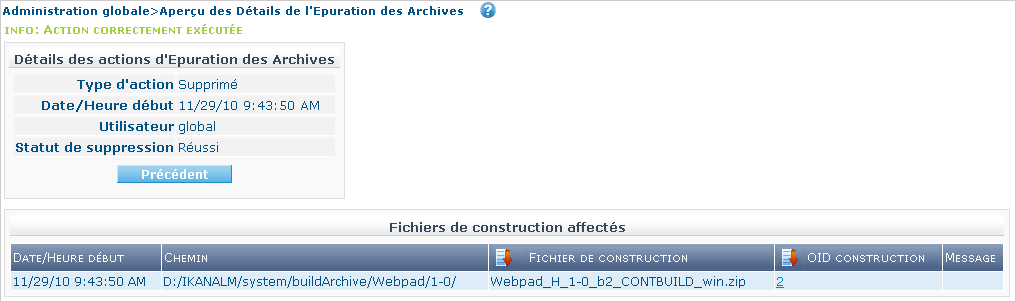 Administration globale>Aperçu des Détails de l'Epuration des Archives ?
INFO: ACTION CORRECTEMENT EXÉCUTÉE
Détails des actions d'Epuration des Archives
Type d'action Supprimé
Date/Heure début 11/29/10 9:43:50 AM
Utilisateur global
Statut de suppression Réussi
Précédent
Fichiers de construction affectés
DATE/HEURE DÉBUT CHEMIN FICHIER DE CONSTRUCTION OID CONSTRUCTION MESSAGE
11/29/10 9:43:50 AM D:/IKANALM/system/buildArchive/Webpad/1-0/ Webpad_H_1-0_b2_CONTBUILD_win.zip 2